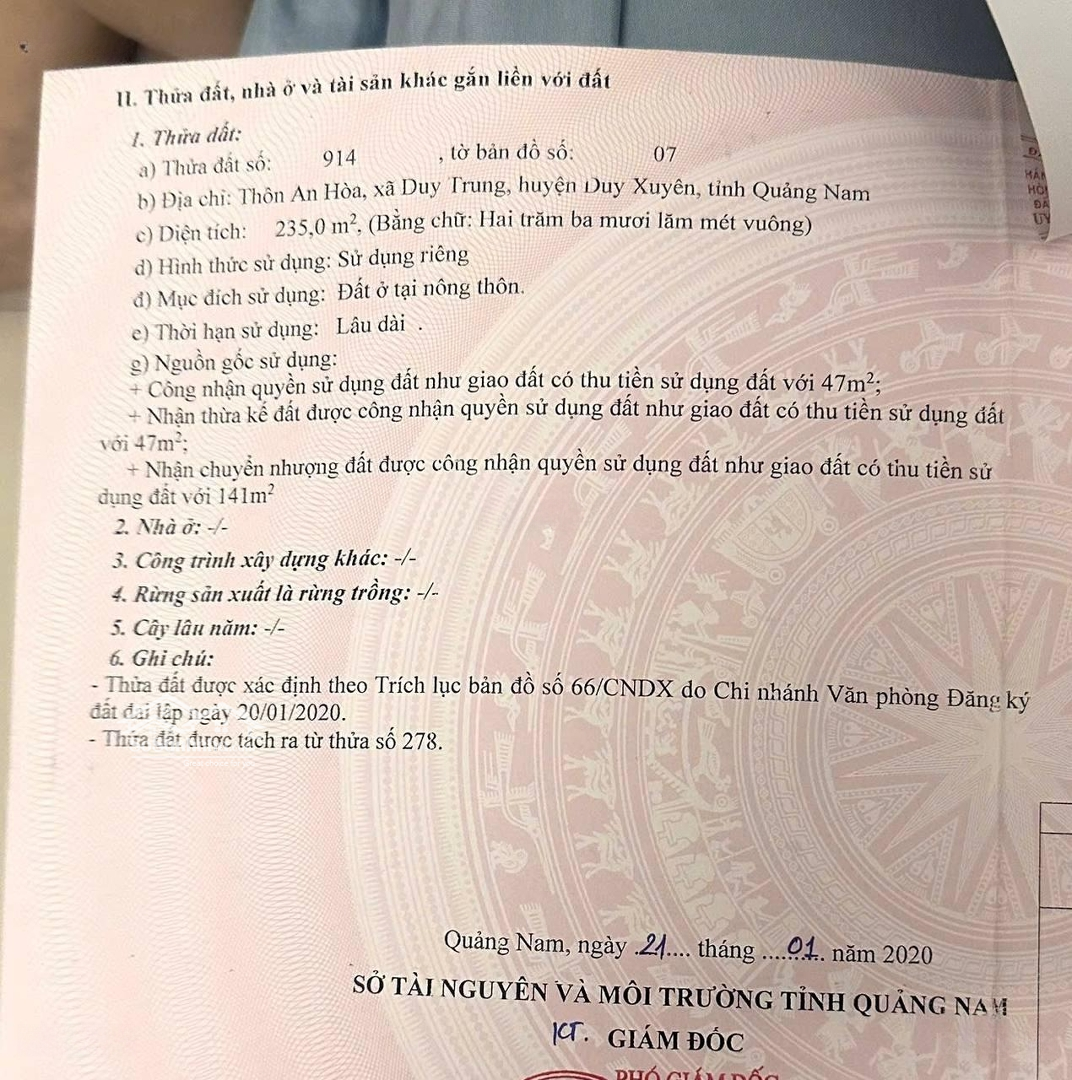 II. Thửa đất, nhà ở và tài sản khác gắn liền với đất
1. Thửa đất:
a) Thửa đất số: 914 , tờ bản đồ số: 07
b) Địa chỉ: Thôn An Hòa, xã Duy Trung, huyện Duy Xuyên, tỉnh Quảng Nam
c) Diện tích: 235,0 m², (Bằng chữ: Hai trăm ba mươi lăm mét vuông)
d) Hình thức sử dụng: Sử dụng riêng
đ) Mục đích sử dụng: Đất ở tại nông thôn.
e) Thời hạn sử dụng: Lâu dài .
g) Nguồn gốc sử dụng:
+ Công nhận quyền sử dụng đất như giao đất có thu tiền sử dụng đất với 47m²;
+ Nhận thừa kế đất được công nhận quyền sử dụng đất như giao đất có thu tiền sử dụng đất
với 47m²;
+ Nhận chuyển nhượng đất được công nhận quyền sử dụng đất như giao đất có thu tiền sử
dụng đất với 141m²
2. Nhà ở: -/-
3. Công trình xây dựng khác: -/-
4. Rừng sản xuất là rừng trồng: -/-
5. Cây lâu năm: -/-
6. Ghi chú:
- Thửa đất được xác định theo Trích lục bản đồ số 66/CNDX do Chi nhánh Văn phòng Đăng ký
đất đai lập ngày 20/01/2020.
- Thửa đất được tách ra từ thửa số 278.
Quảng Nam, ngày .21.... tháng ....01.. năm 2020
SỞ TÀI NGUYÊN VÀ MÔI TRƯỜNG TỈNH QUẢNG NAM
KT. GIÁM ĐỐC
PHÓ GIÁM ĐỐC